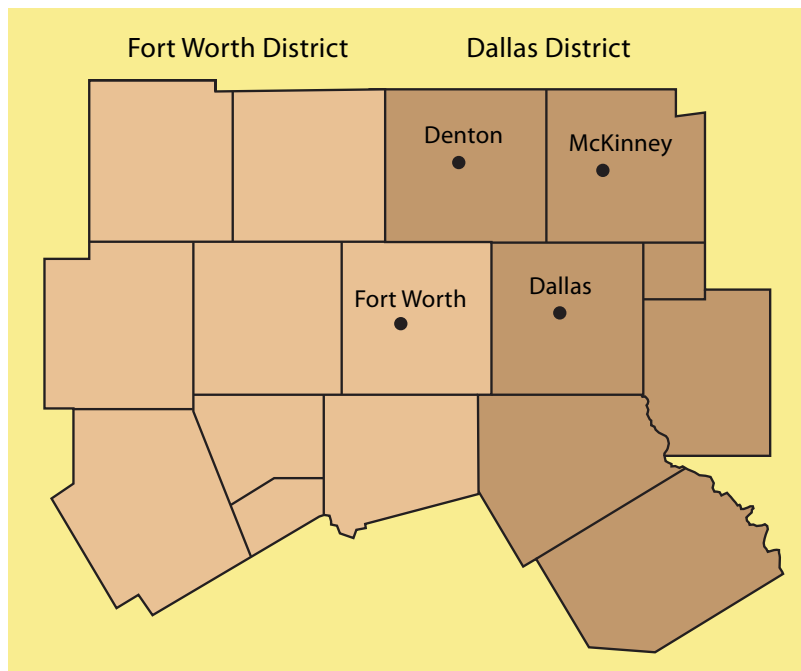 Fort Worth District
Dallas District
Denton
McKinney
Fort Worth
Dallas